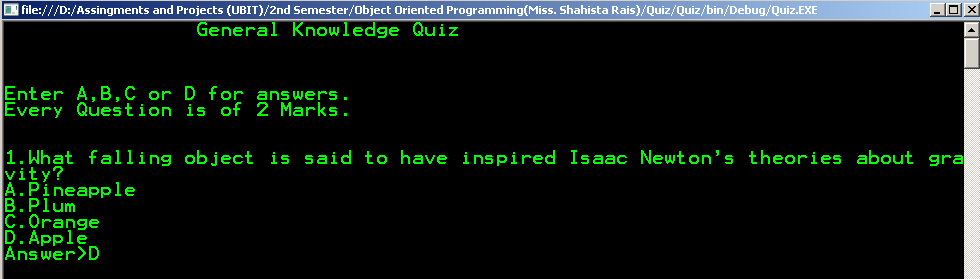 file:///D:/Assingments and Projects (UBIT)/2nd Semester/Object Oriented Programming(Miss. Shahista Rais)/Quiz/Quiz/bin/Debug/Quiz.EXE
General Knowledge Quiz
Enter A,B,C or D for answers.
Every Question is of 2 Marks.
1.What falling object is said to have inspired Isaac Newton's theories about gra
vity?
A.Pineapple
B.Plum
C.Orange
D.Apple
Answer>D